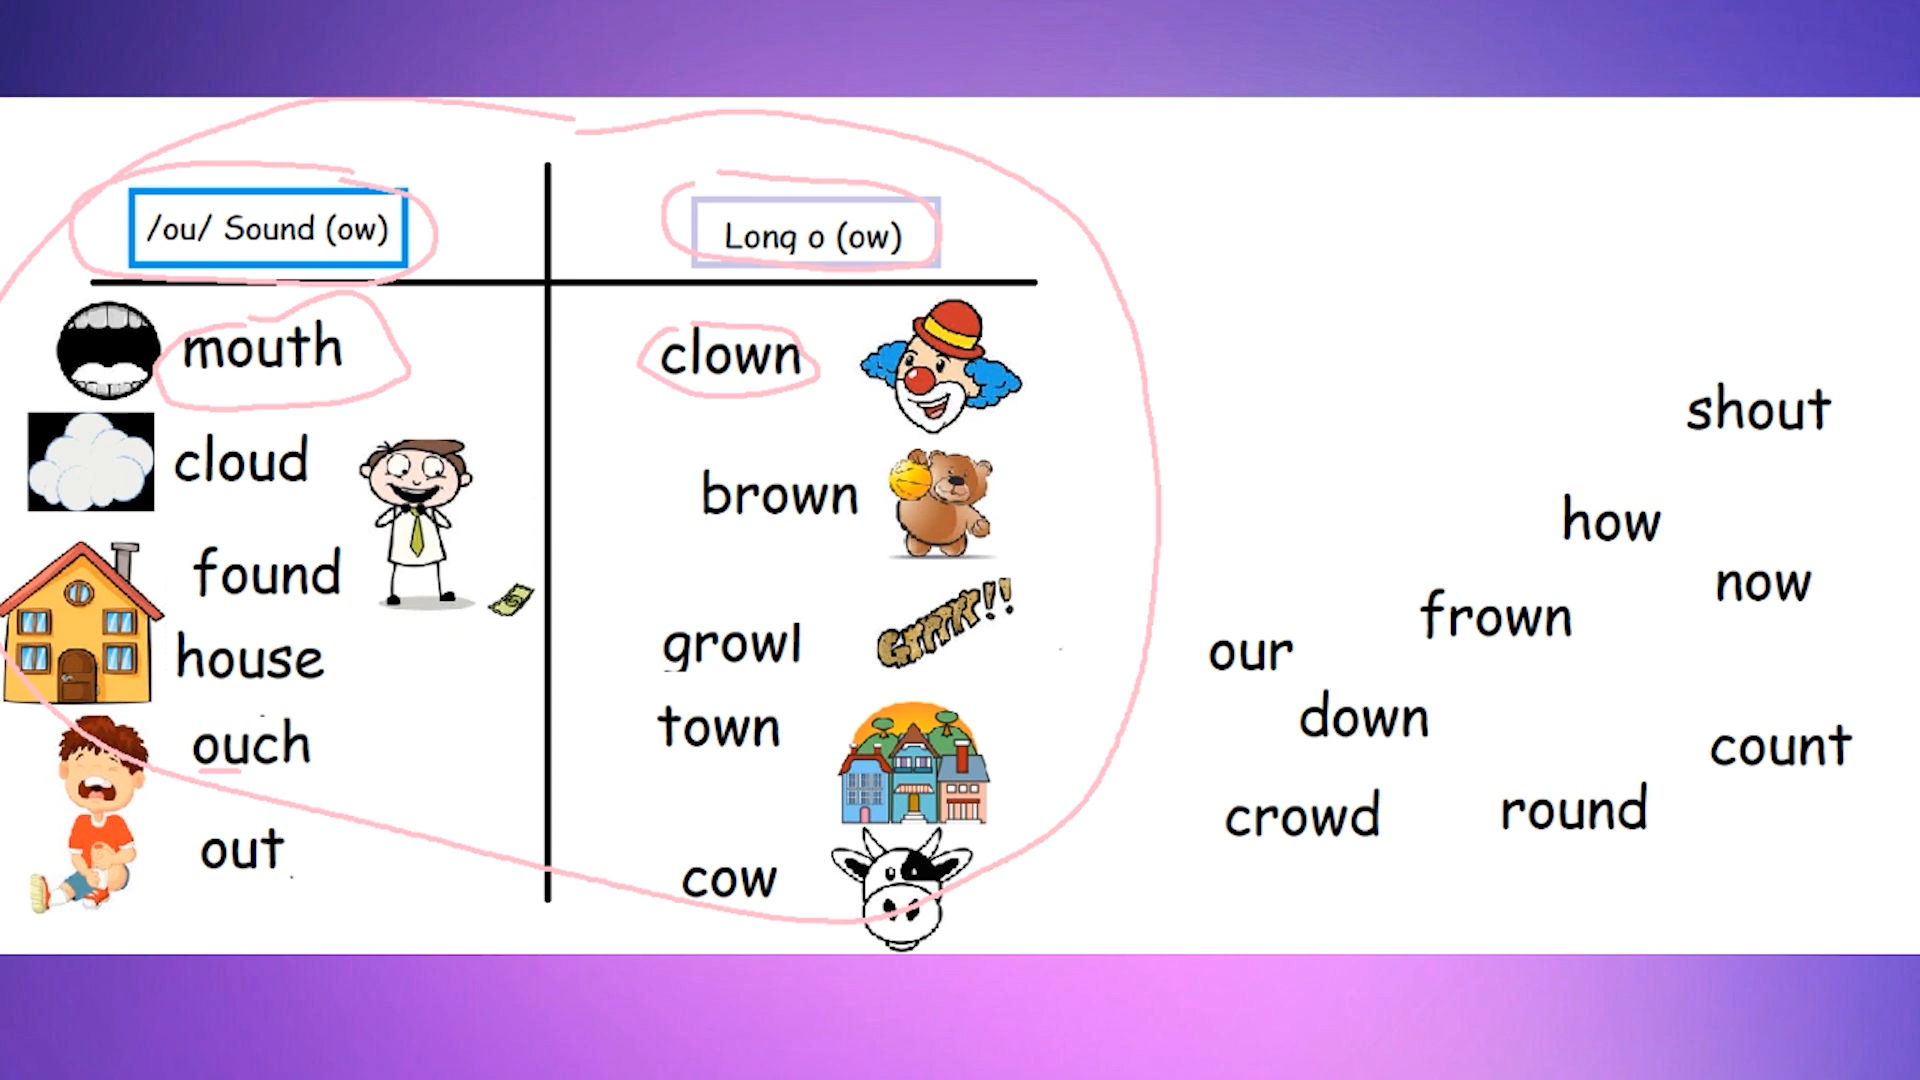 /ou/ Sound (ow)
Long o (ow)
mouth
cloud
found
house
ouch
out
clown
brown
growl
Grrrrr!!
town
cow
shout
how
now
frown
our
down
count
crowd
round